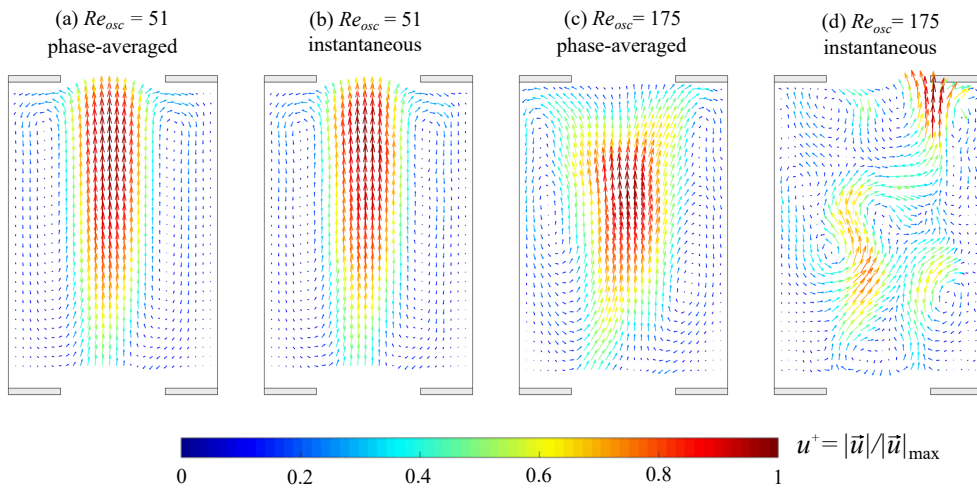 (a) Re_osc = 51
phase-averaged
(b) Re_osc = 51
instantaneous
(c) Re_osc = 175
phase-averaged
(d) Re_osc = 175
instantaneous
0 0.2 0.4 0.6 0.8 1
u⁺ = |u⃗|/|u⃗|max